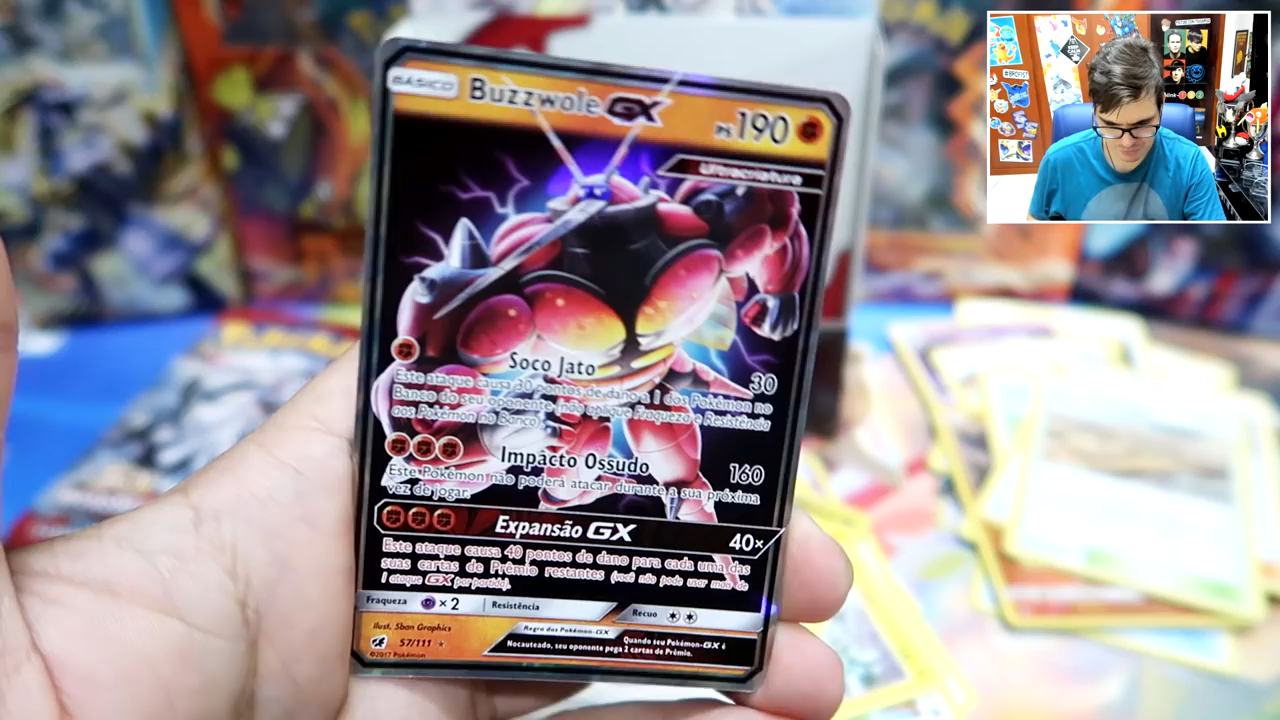 BÁSICO
Buzzwole GX
PS 190
Ultracriatura
Soco Jato
30
Este ataque causa 30 pontos de dano a 1 dos Pokémon no
Banco do seu oponente (não aplique Fraqueza e Resistência
aos Pokémon no Banco).
Impacto Ossudo
160
Este Pokémon não poderá atacar durante a sua próxima
vez de jogar.
Expansão GX
40×
Este ataque causa 40 pontos de dano para cada uma das
suas cartas de Prêmio restantes (você não pode usar mais de
1 ataque GX por partida).
Fraqueza × 2 Resistência Recuo
Ilust. 5ban Graphics
57/111
©2017 Pokémon
Regra dos Pokémon-GX
Quando seu Pokémon-GX é
Nocauteado, seu oponente pega 2 cartas de Prêmio.